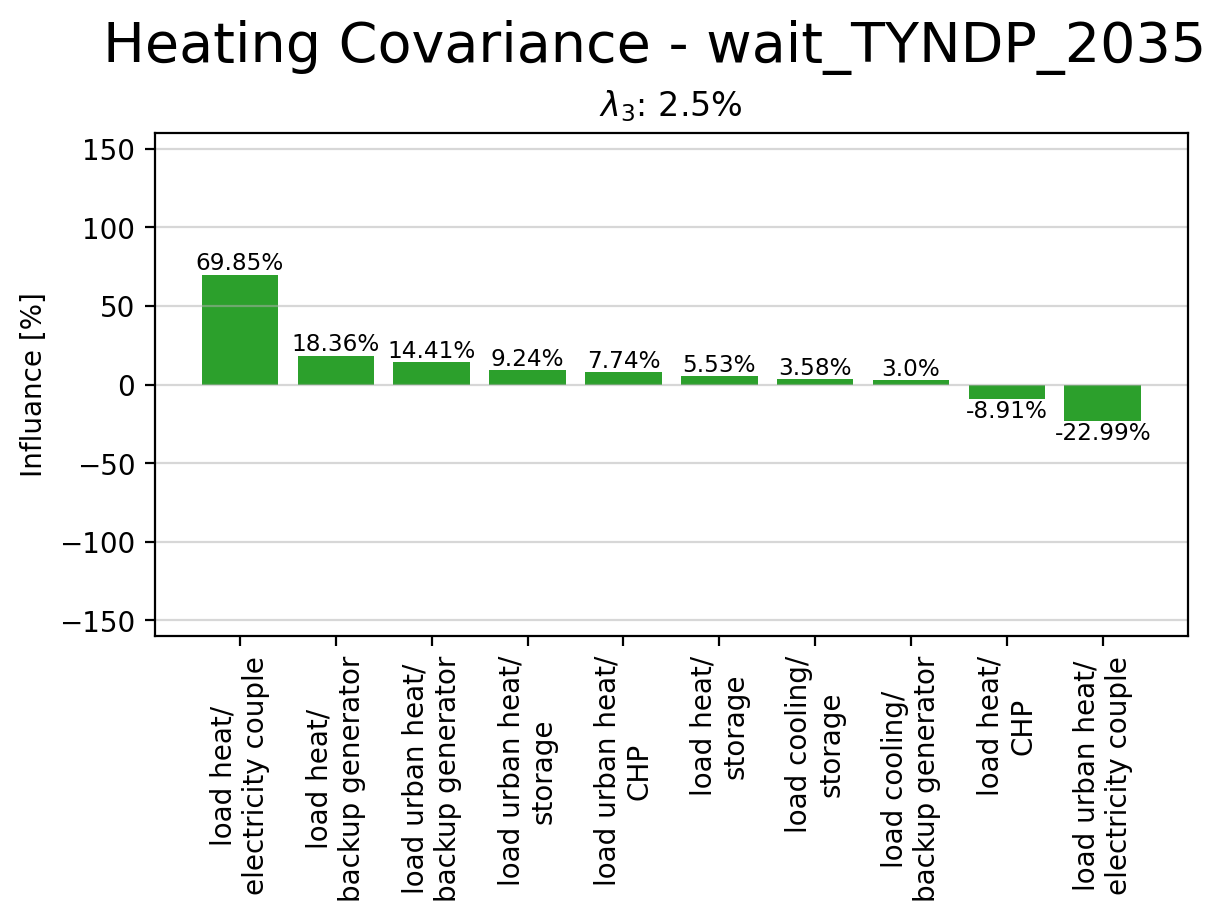 Heating Covariance - wait_TYNDP_2035
λ3: 2.5%
Influance [%]
150
100
50
0
−50
−100
−150
69.85%
18.36%
14.41%
9.24%
7.74%
5.53%
3.58%
3.0%
-8.91%
-22.99%
load heat/
electricity couple
load heat/
backup generator
load urban heat/
backup generator
load urban heat/
storage
load urban heat/
CHP
load heat/
storage
load cooling/
storage
load cooling/
backup generator
load heat/
CHP
load urban heat/
electricity couple